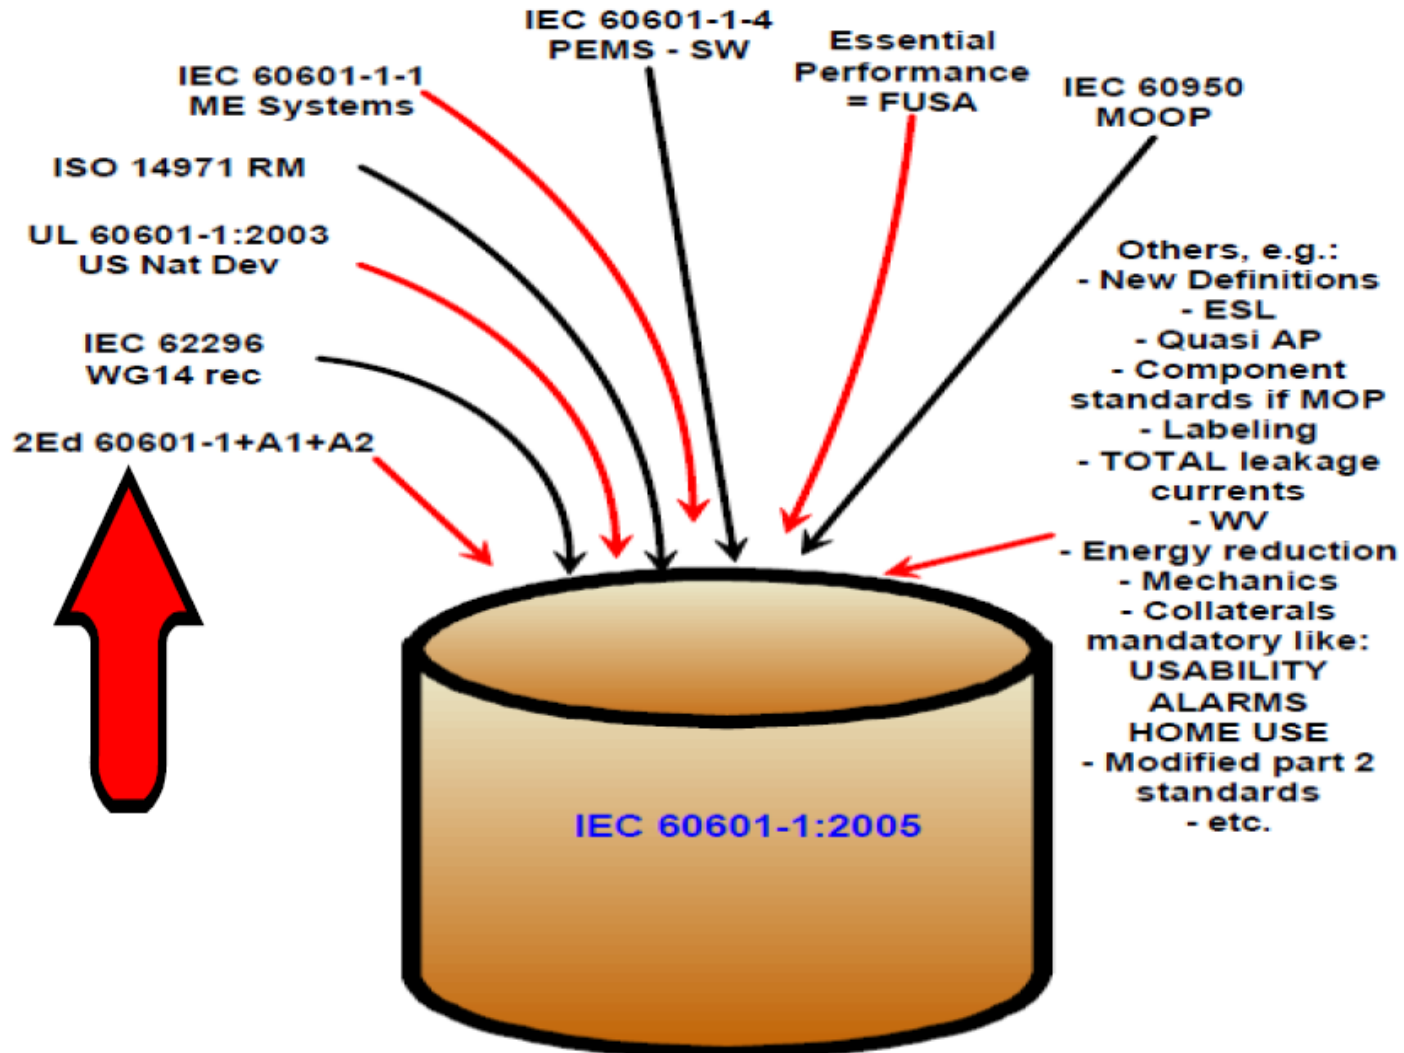 IEC 60601-1-4
PEMS - SW
Essential
Performance
= FUSA
IEC 60601-1-1
ME Systems
IEC 60950
MOOP
ISO 14971 RM
UL 60601-1:2003
US Nat Dev
IEC 62296
WG14 rec
2Ed 60601-1+A1+A2
Others, e.g.:
- New Definitions
- ESL
- Quasi AP
- Component
standards if MOP
- Labeling
- TOTAL leakage
currents
- WV
- Energy reduction
- Mechanics
- Collaterals
mandatory like:
USABILITY
ALARMS
HOME USE
- Modified part 2
standards
- etc.
IEC 60601-1:2005